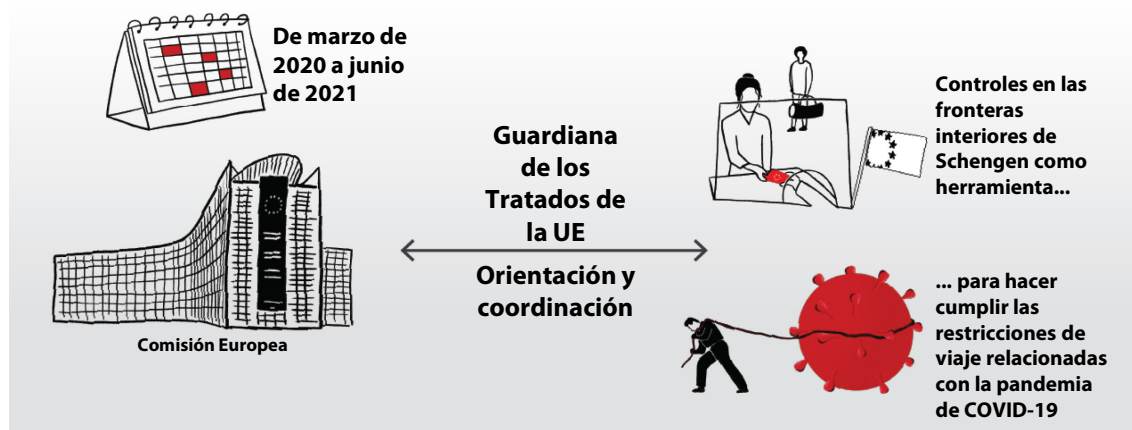 De marzo de
2020 a junio
de 2021
Comisión Europea
Guardiana
de los
Tratados de
la UE
Orientación y
coordinación
Controles en las
fronteras
interiores de
Schengen como
herramienta...
... para hacer
cumplir las
restricciones de
viaje relacionadas
con la pandemia
de COVID-19